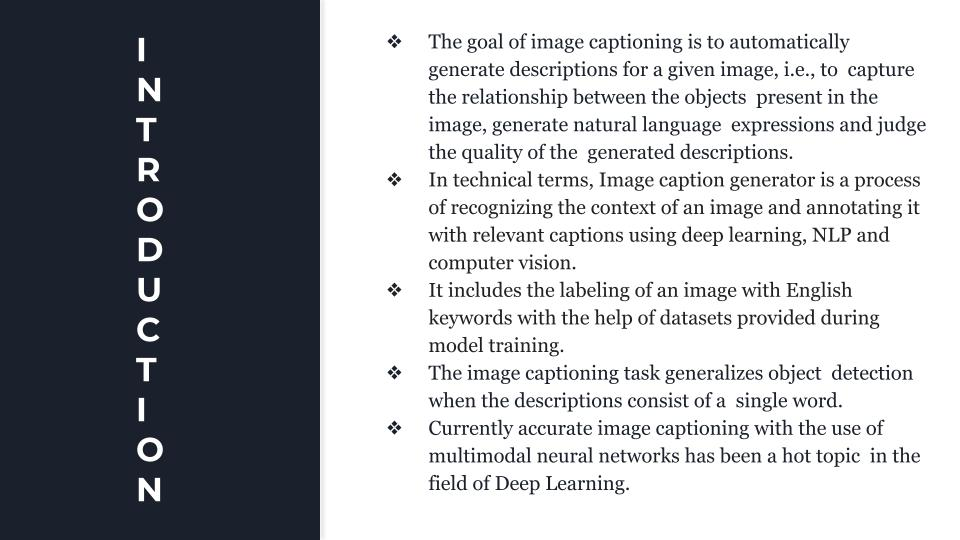 I
N
T
R
O
D
U
C
T
I
O
N
❖ The goal of image captioning is to automatically
generate descriptions for a given image, i.e., to  capture
the relationship between the objects  present in the
image, generate natural language  expressions and judge
the quality of the  generated descriptions.
❖ In technical terms, Image caption generator is a process
of recognizing the context of an image and annotating it
with relevant captions using deep learning, NLP and
computer vision.
❖ It includes the labeling of an image with English
keywords with the help of datasets provided during
model training.
❖ The image captioning task generalizes object  detection
when the descriptions consist of a  single word.
❖ Currently accurate image captioning with the use of
multimodal neural networks has been a hot topic  in the
field of Deep Learning.